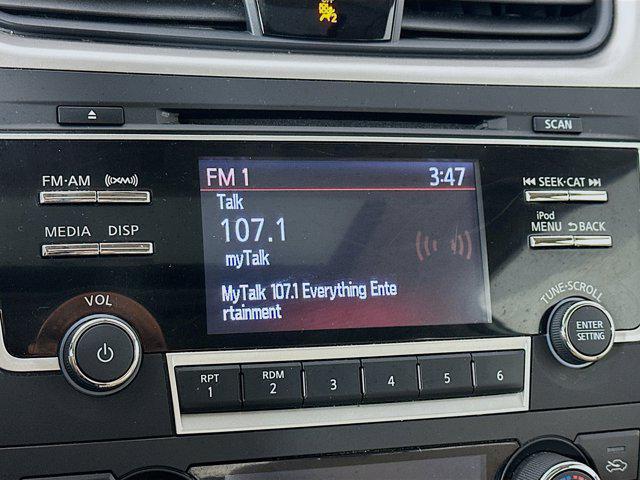 2
SCAN
FM·AM ((XM))
SEEK·CAT
FM 1 3:47
Talk
107.1
myTalk
MyTalk 107.1 Everything Ente
rtainment
MEDIA DISP
iPod
MENU BACK
VOL
TUNE·SCROLL
ENTER
SETTING
RPT
1
RDM
2
3
4
5
6